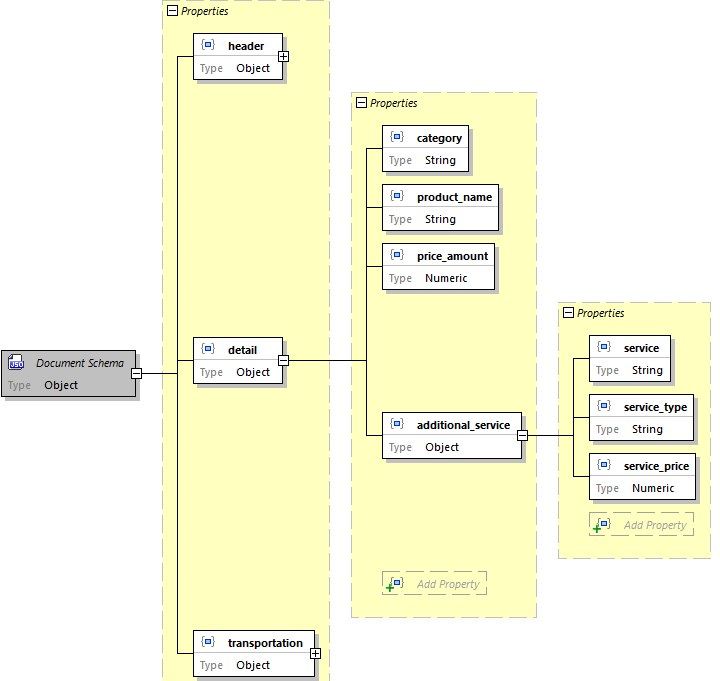 Properties
header
Type Object
Properties
category
Type String
product_name
Type String
price_amount
Type Numeric
Properties
service
Type String
Document Schema
Type Object
detail
Type Object
service_type
Type String
additional_service
Type Object
service_price
Type Numeric
Add Property
Add Property
transportation
Type Object